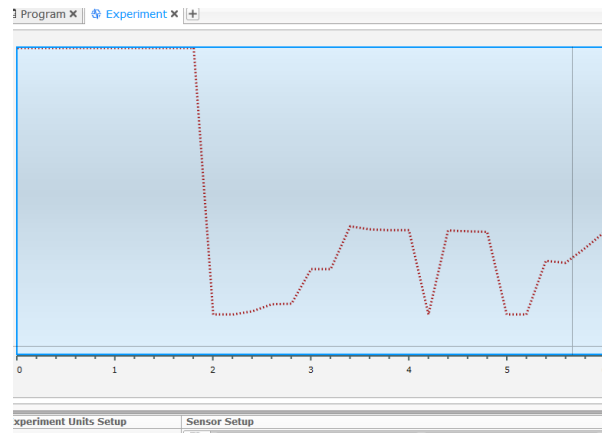 Program
Experiment
0 1 2 3 4 5
xperiment Units Setup
Sensor Setup